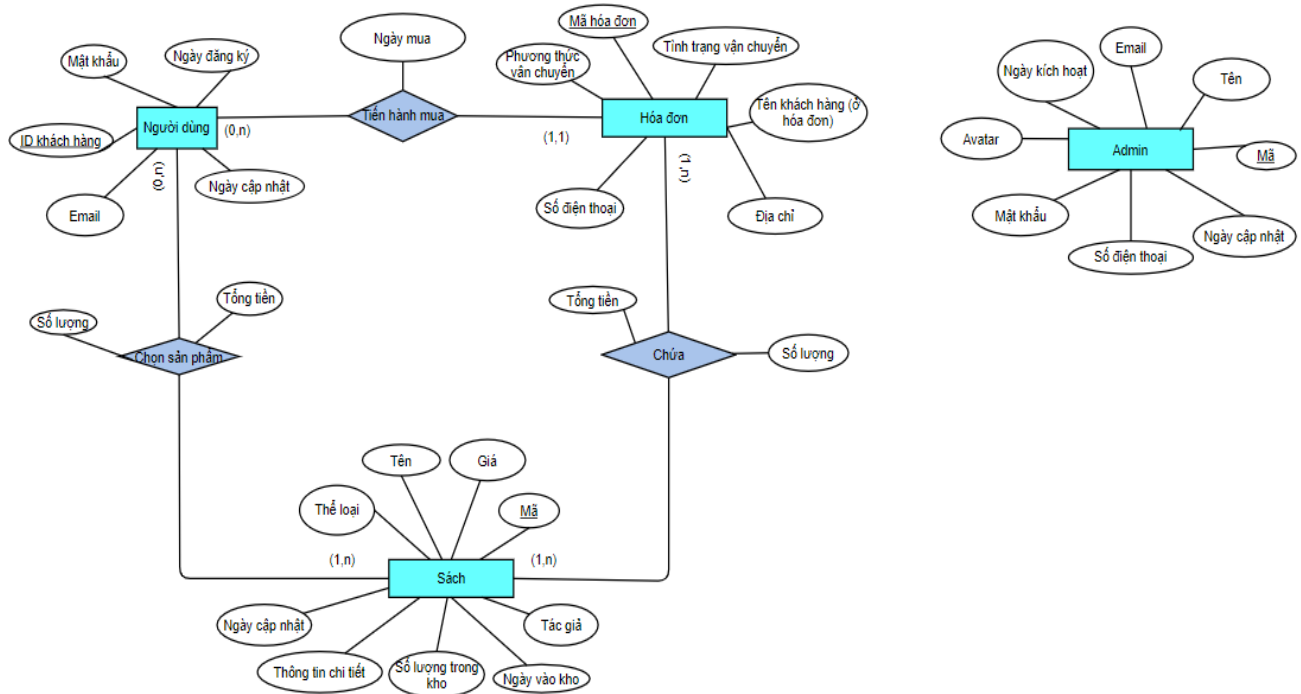 Ngày mua
Mã hóa đơn
Tình trạng vận chuyển
Phương thức
vận chuyển
Mật khẩu
Ngày đăng ký
Email
Ngày kích hoạt
Tên
Người dùng
(0,n)
Tiến hành mua
(1,1)
Hóa đơn
Tên khách hàng (ở
hóa đơn)
ID khách hàng
Avatar
Admin
Mã
(0,n)
(1,n)
Ngày cập nhật
Email
Số điện thoại
Địa chỉ
Mật khẩu
Số điện thoại
Ngày cập nhật
Số lượng
Tổng tiền
Chọn sản phẩm
Tổng tiền
Chứa
Số lượng
Tên
Giá
Thể loại
Mã
(1,n)
(1,n)
Sách
Ngày cập nhật
Tác giả
Thông tin chi tiết
Số lượng trong
kho
Ngày vào kho